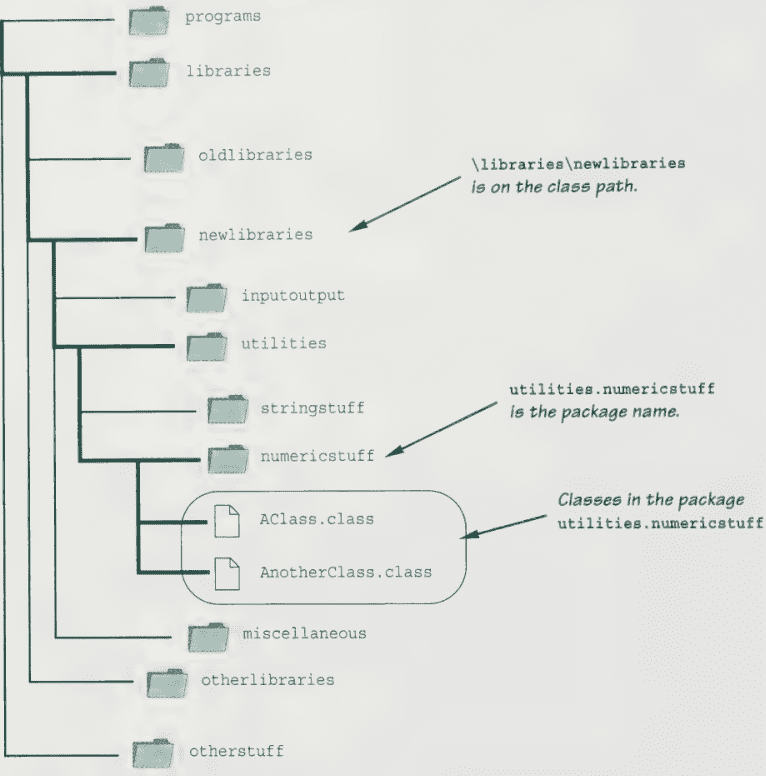 programs
libraries
oldlibraries
\libraries\newlibraries
is on the class path.
newlibraries
inputoutput
utilities
utilities.numericstuff
is the package name.
stringstuff
numericstuff
Classes in the package
utilities.numericstuff
AClass.class
AnotherClass.class
miscellaneous
otherlibraries
otherstuff